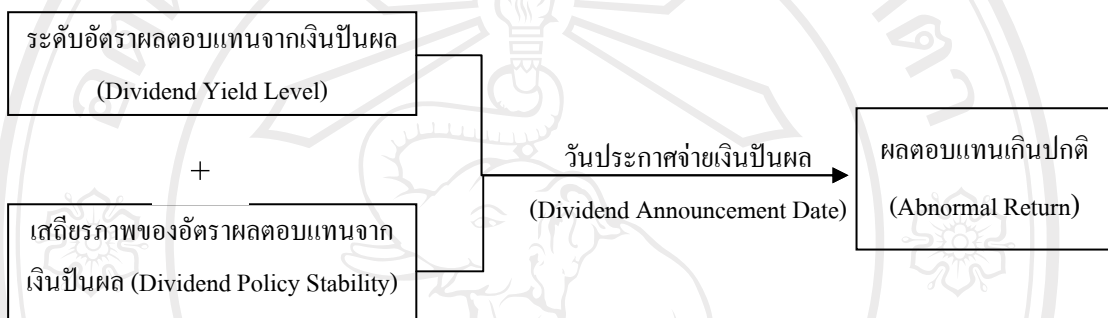 ระดับอัตราผลตอบแทนจากเงินปันผล
(Dividend Yield Level)
+
เสถียรภาพของอัตราผลตอบแทนจาก
เงินปันผล (Dividend Policy Stability)
วันประกาศจ่ายเงินปันผล
(Dividend Announcement Date)
ผลตอบแทนเกินปกติ
(Abnormal Return)